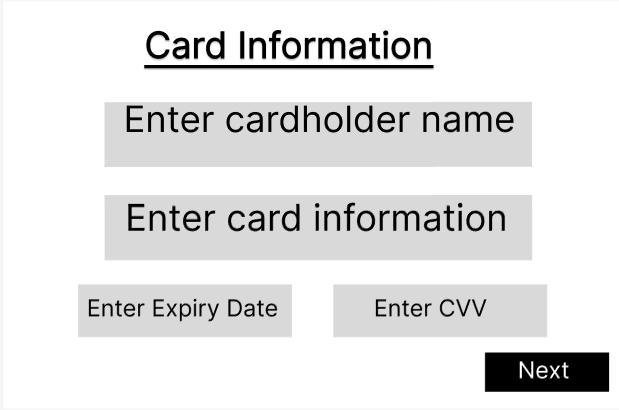 Card Information
Enter cardholder name
Enter card information
Enter Expiry Date
Enter CVV
Next